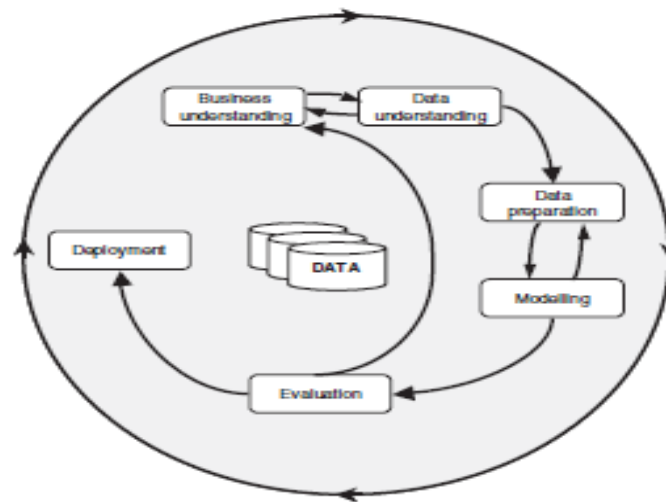 Business
understanding
Data
understanding
Data
preparation
Modelling
Evaluation
Deployment
DATA